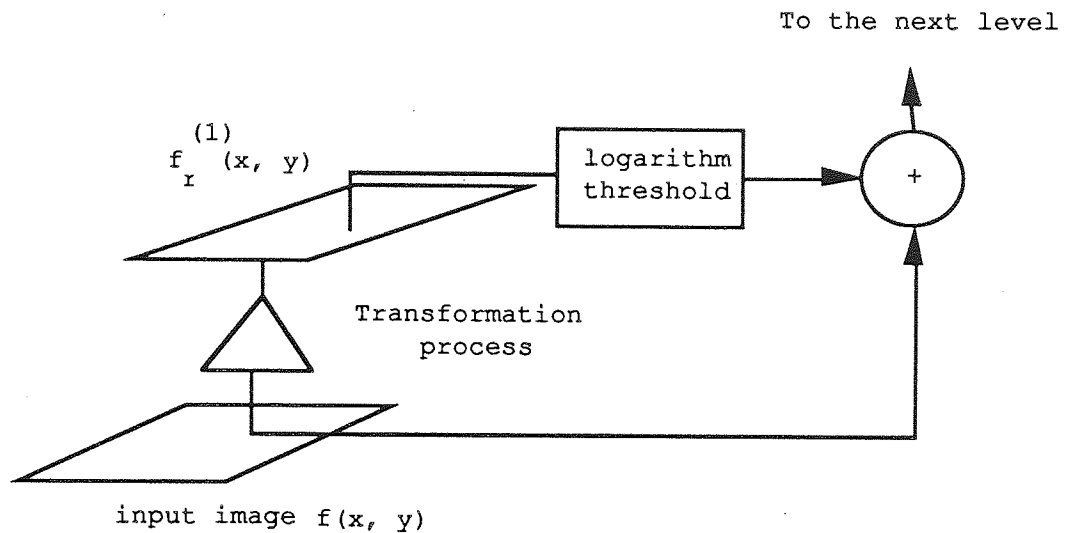 To the next level
(1)
f (x, y)
r
logarithm
threshold
+
Transformation
process
input image f(x, y)